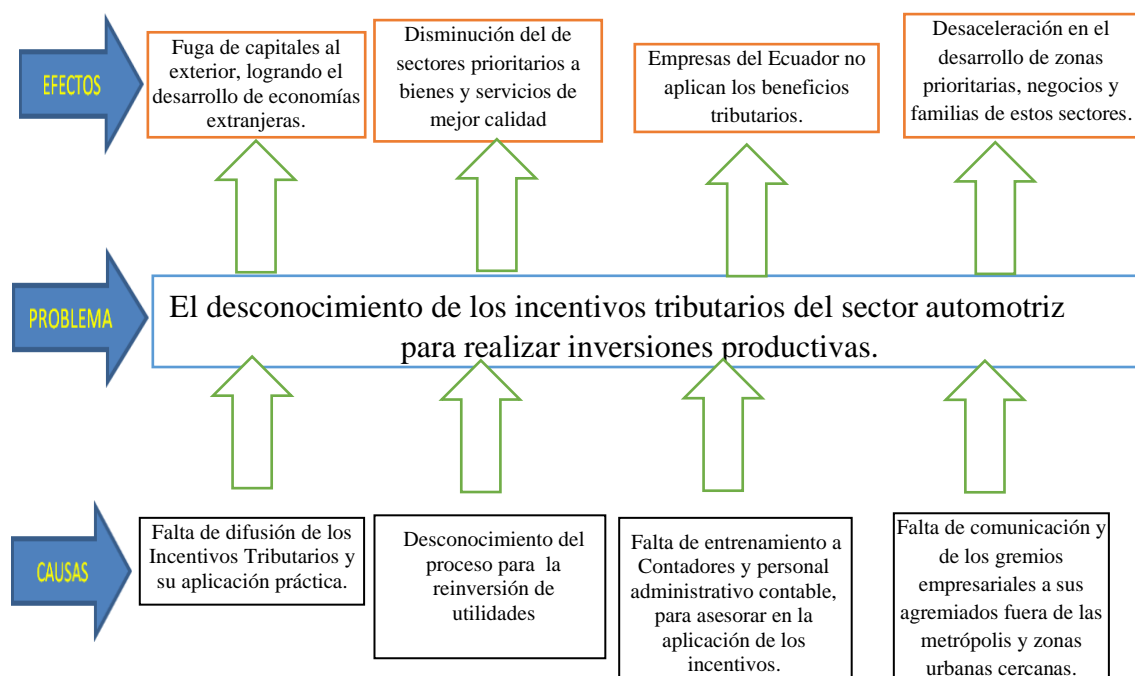 EFECTOS
Fuga de capitales al
exterior, logrando el
desarrollo de economías
extranjeras.
Disminución del de
sectores prioritarios a
bienes y servicios de
mejor calidad
Empresas del Ecuador no
aplican los beneficios
tributarios.
Desaceleración en el
desarrollo de zonas
prioritarias, negocios y
familias de estos sectores.
PROBLEMA
El desconocimiento de los incentivos tributarios del sector automotriz
para realizar inversiones productivas.
CAUSAS
Falta de difusión de los
Incentivos Tributarios y
su aplicación práctica.
Desconocimiento del
proceso para la
reinversión de
utilidades
Falta de entrenamiento a
Contadores y personal
administrativo contable,
para asesorar en la
aplicación de los
incentivos.
Falta de comunicación y
de los gremios
empresariales a sus
agremiados fuera de las
metrópolis y zonas
urbanas cercanas.